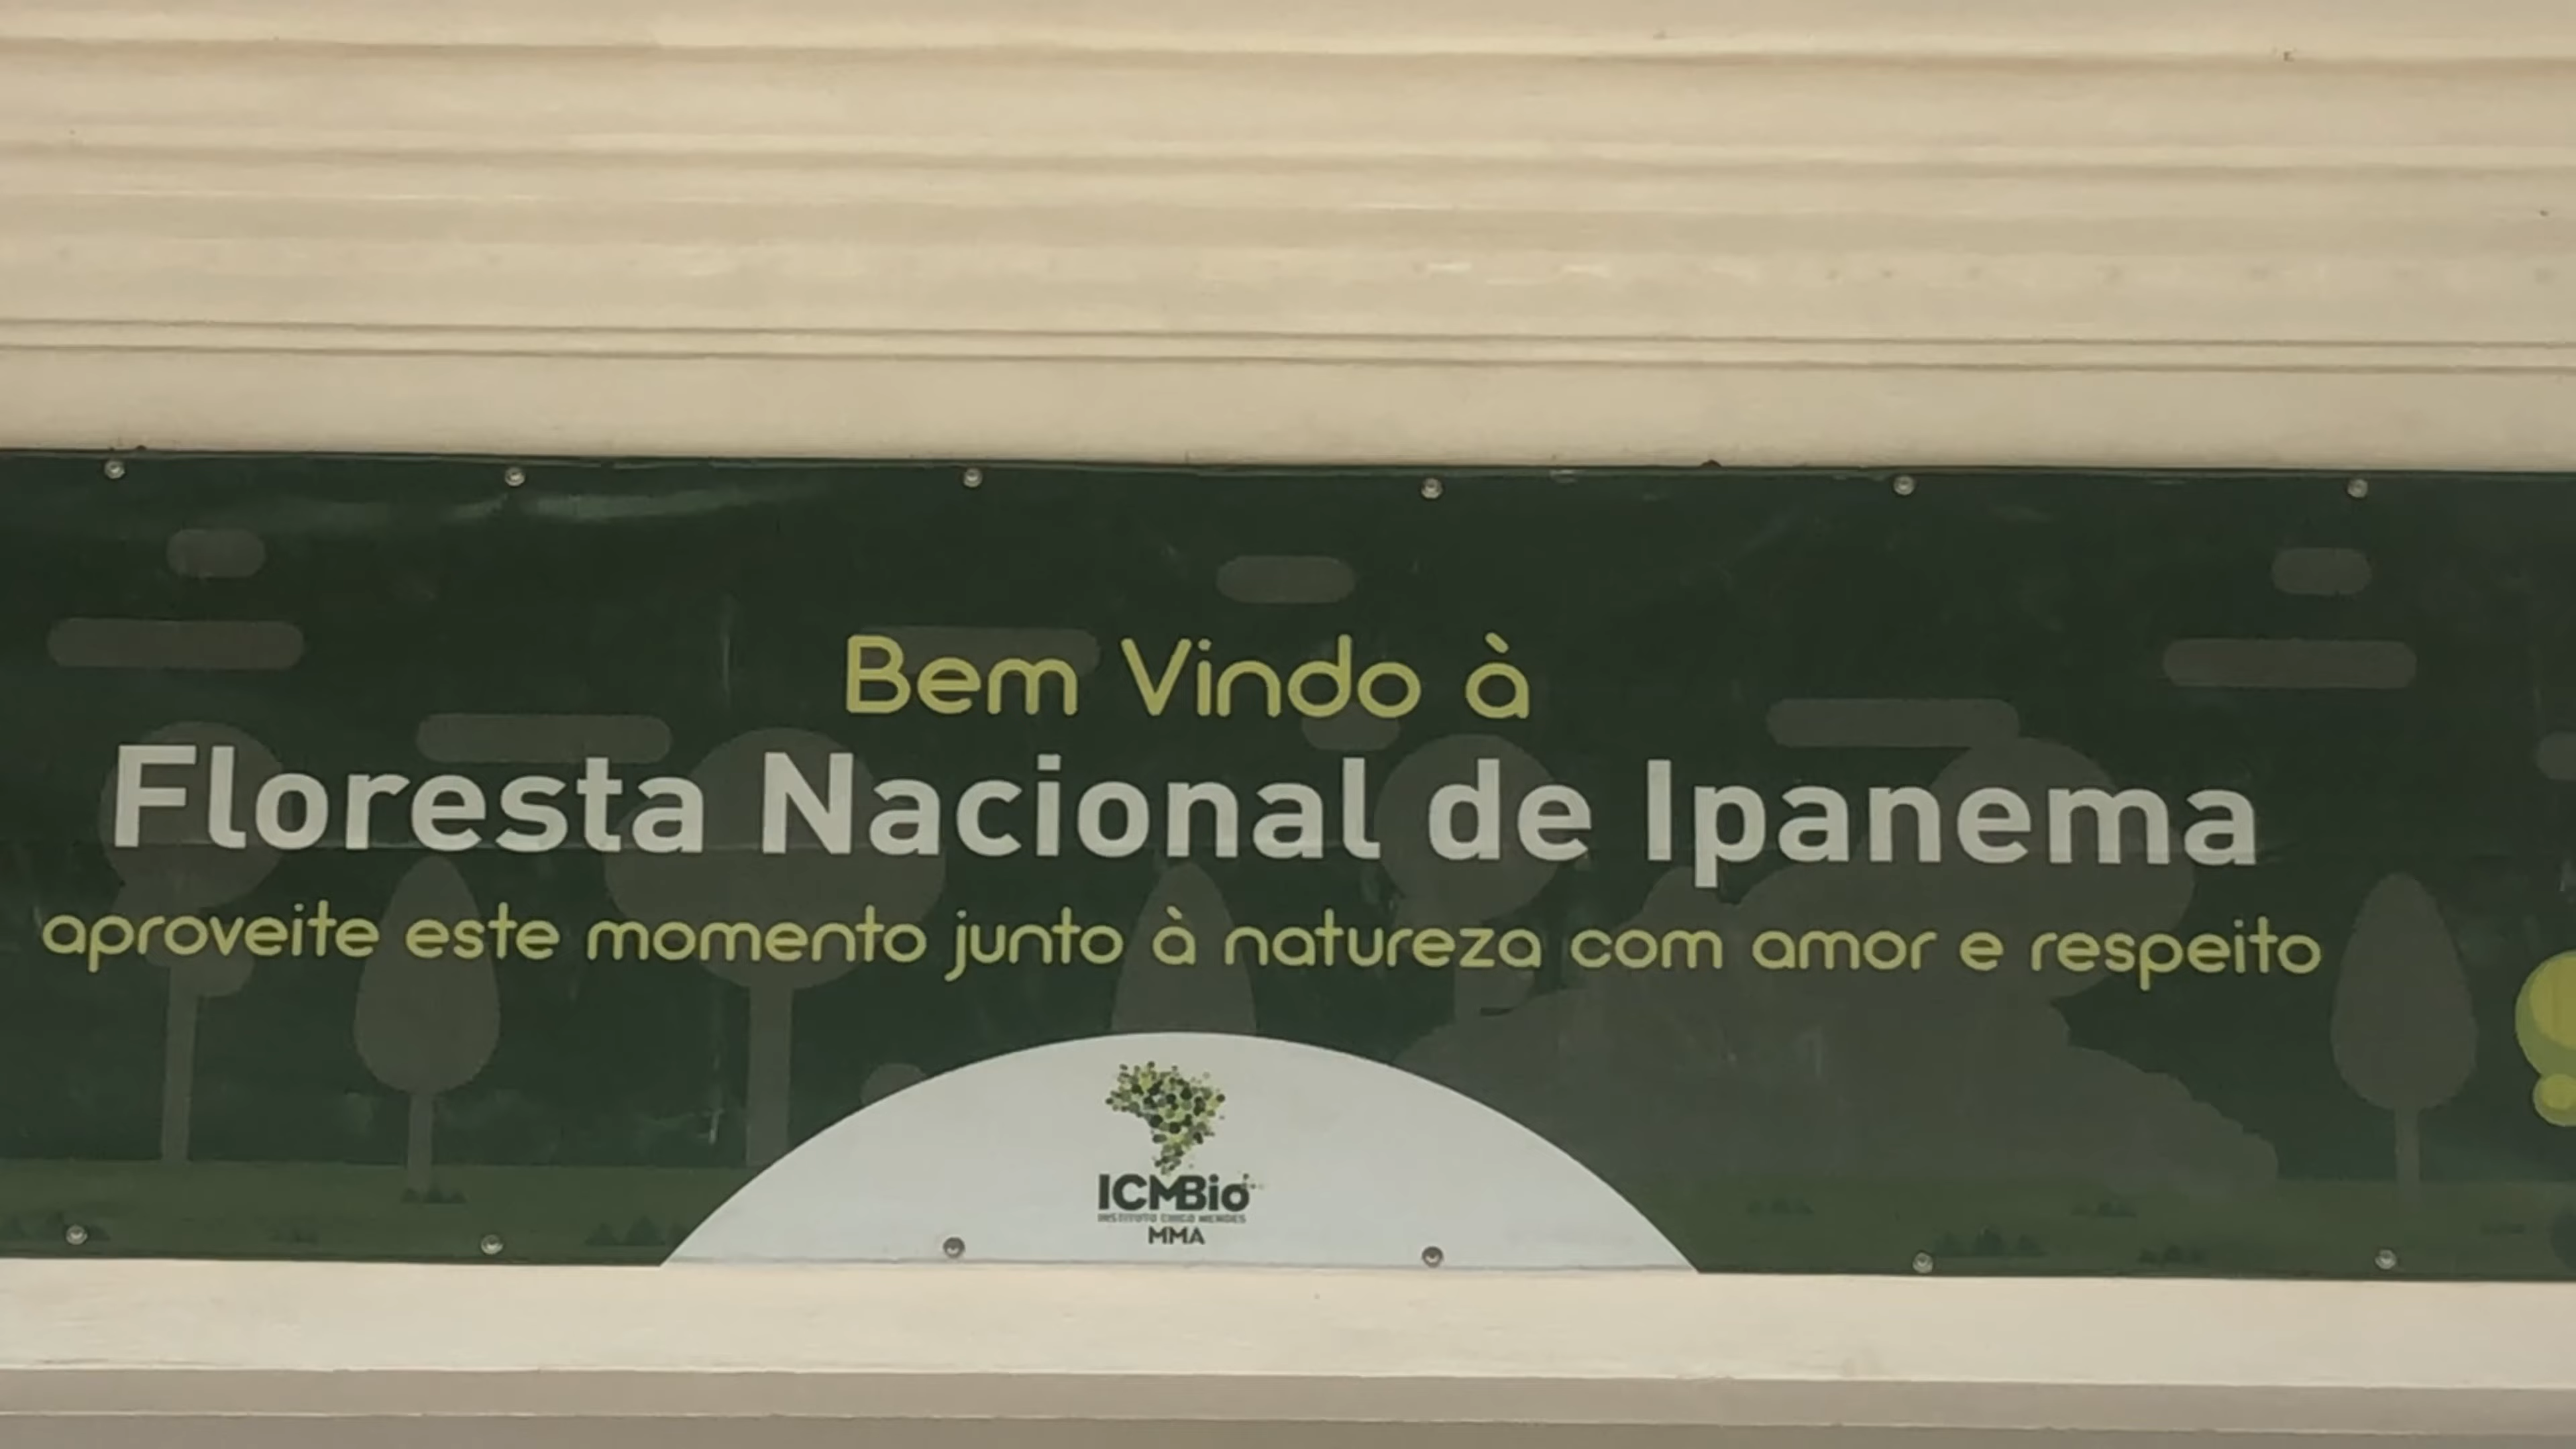 Bem Vindo à
Floresta Nacional de Ipanema
aproveite este momento junto à natureza com amor e respeito
ICMBio
INSTITUTO CHICO MENDES
MMA